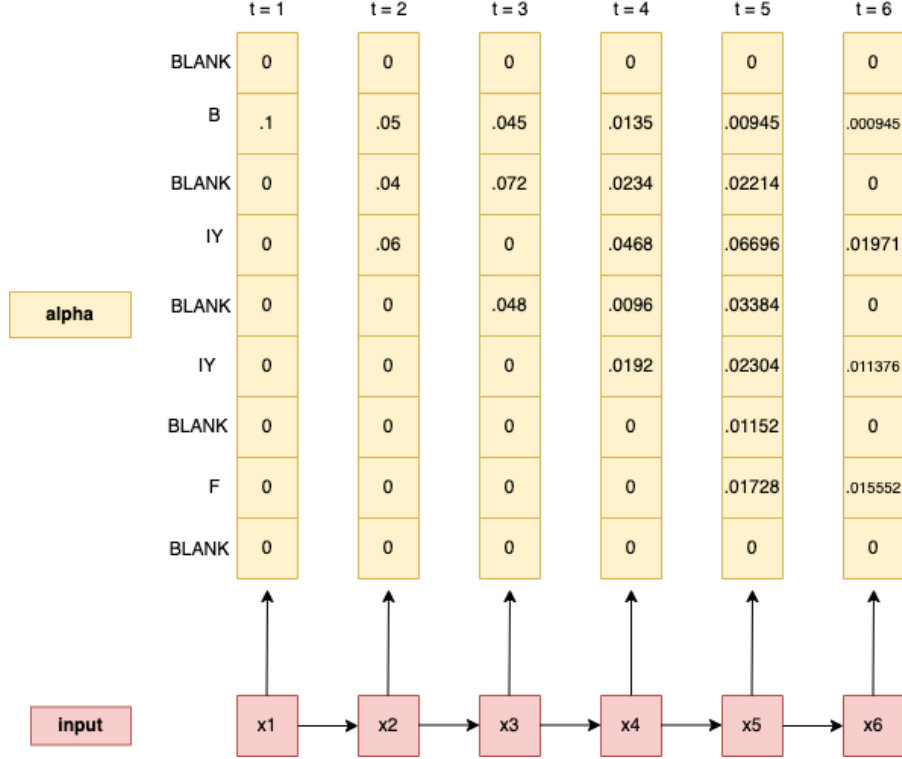 t = 1 t = 2 t = 3 t = 4 t = 5 t = 6
BLANK 0 0 0 0 0 0
B .1 .05 .045 .0135 .00945 .000945
BLANK 0 .04 .072 .0234 .02214 0
IY 0 .06 0 .0468 .06696 .01971
alpha
BLANK 0 0 .048 .0096 .03384 0
IY 0 0 0 .0192 .02304 .011376
BLANK 0 0 0 0 .01152 0
F 0 0 0 0 .01728 .015552
BLANK 0 0 0 0 0 0
input x1 x2 x3 x4 x5 x6